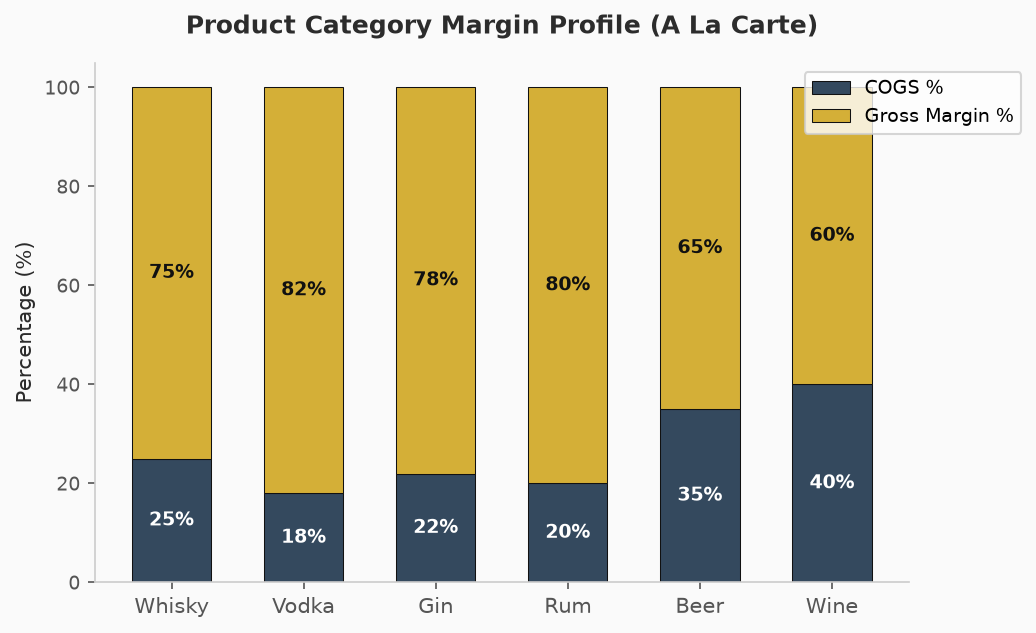 Product Category Margin Profile (A La Carte)
COGS %
Gross Margin %
Percentage (%)
100
80
60
40
20
0
75%
82%
78%
80%
65%
60%
25%
18%
22%
20%
35%
40%
Whisky
Vodka
Gin
Rum
Beer
Wine